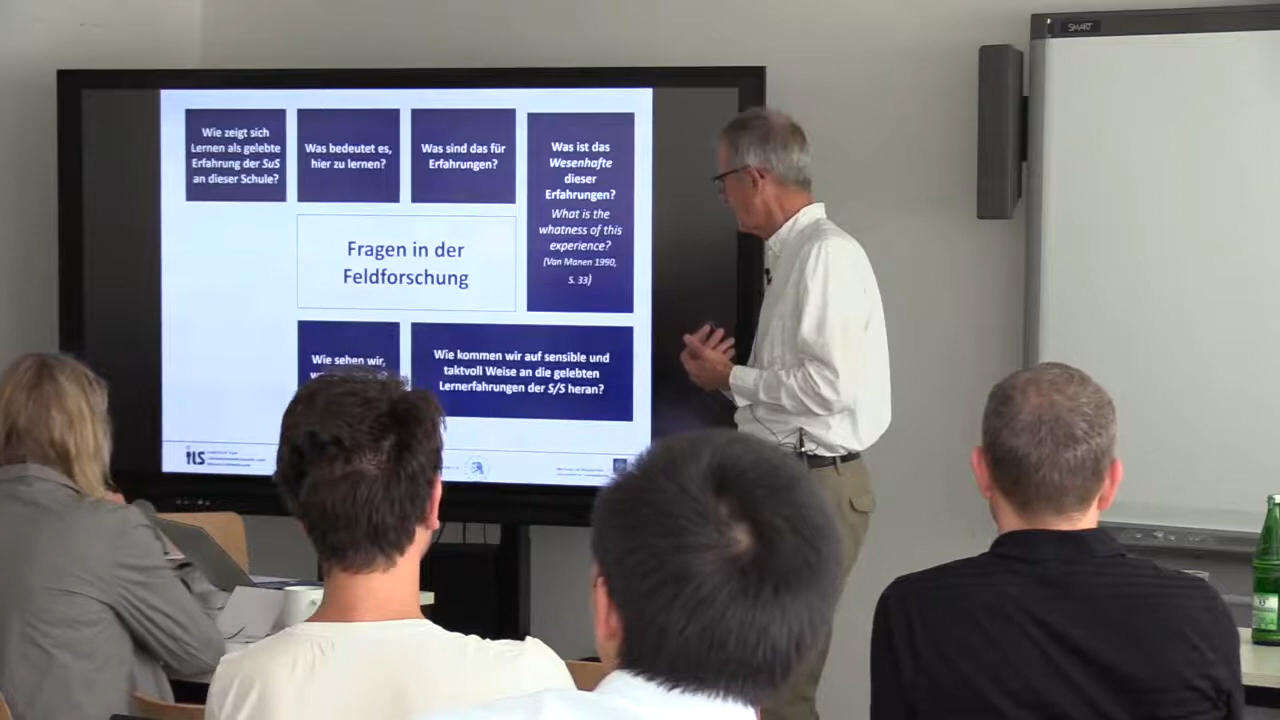 SMART
Wie zeigt sich
Lernen als gelebte
Erfahrung der SuS
an dieser Schule?
Was bedeutet es,
hier zu lernen?
Was sind das für
Erfahrungen?
Was ist das
Wesenhafte
dieser
Erfahrungen?
What is the
whatness of this
experience?
(Van Manen 1990,
S. 33)
Fragen in der
Feldforschung
Wie sehen wir,
Wie kommen wir auf sensible und
taktvoll Weise an die gelebten
Lernerfahrungen der S/S heran?
iLS